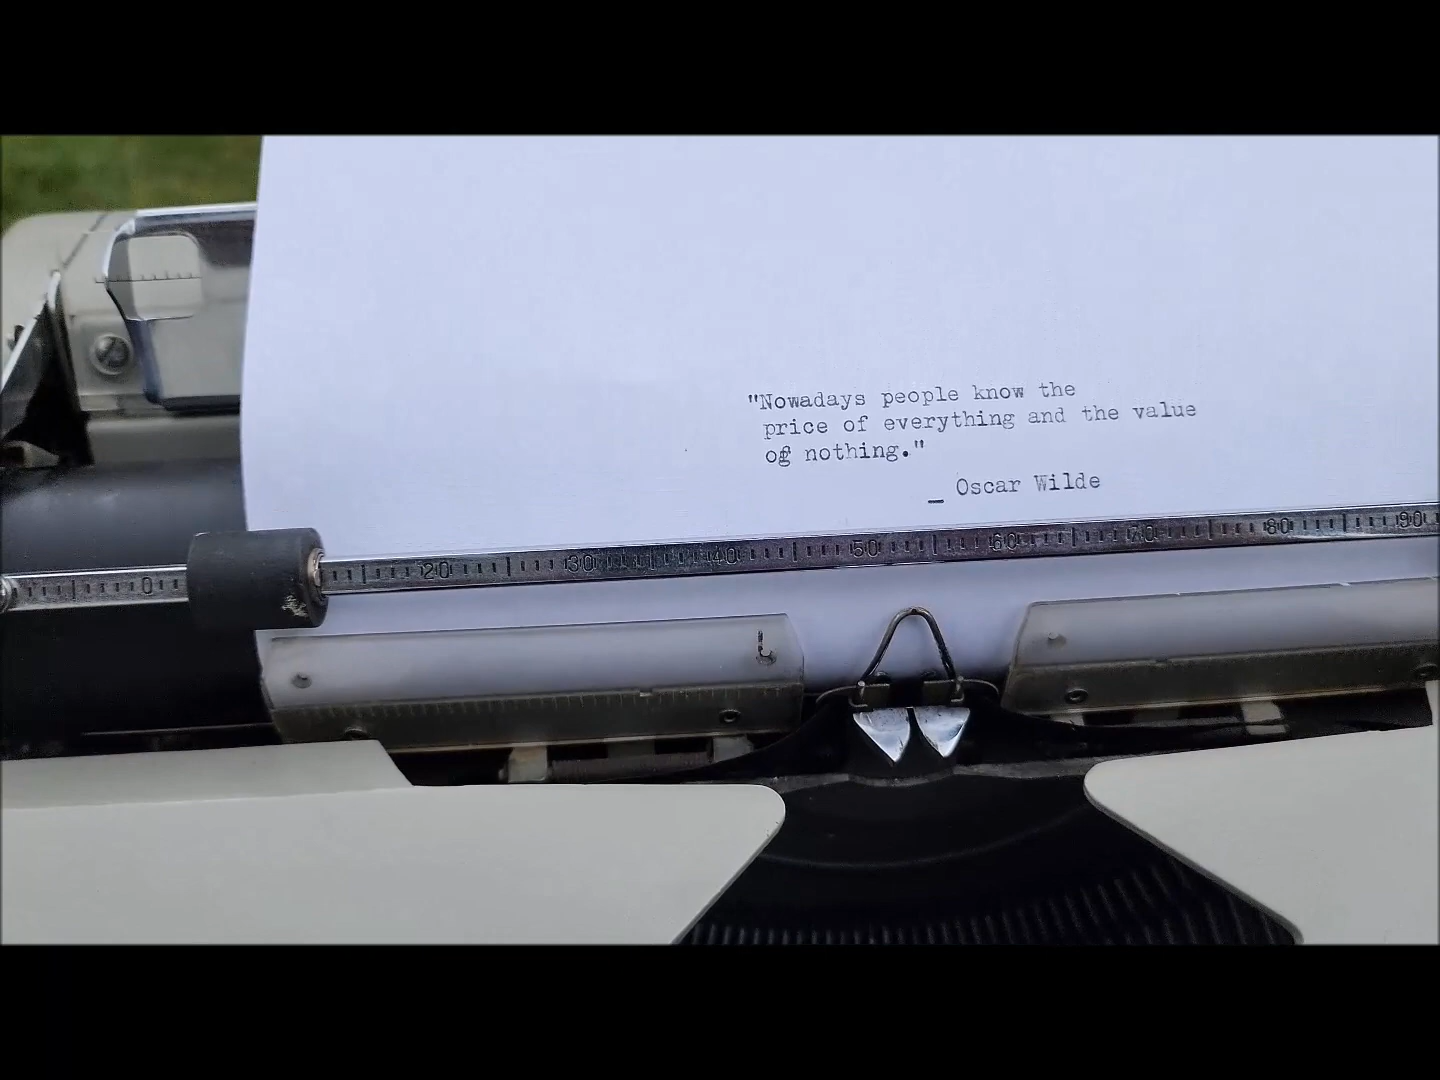 "Nowadays people know the
price of everything and the value
of nothing."
_ Oscar Wilde
0 20 30 40 50 60 70 80 90